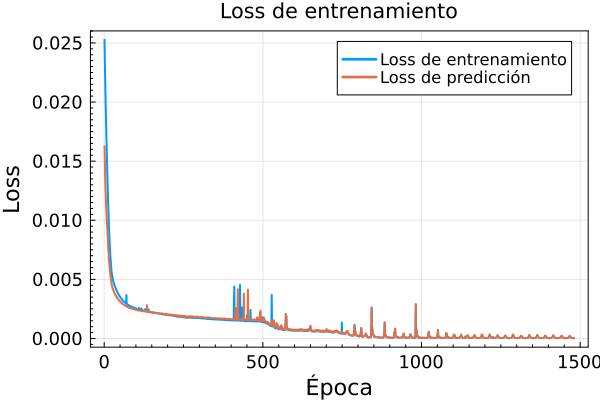 Loss de entrenamiento
Loss de entrenamiento
Loss de predicción
0.025
0.020
0.015
0.010
0.005
0.000
Loss
0
500
1000
1500
Época